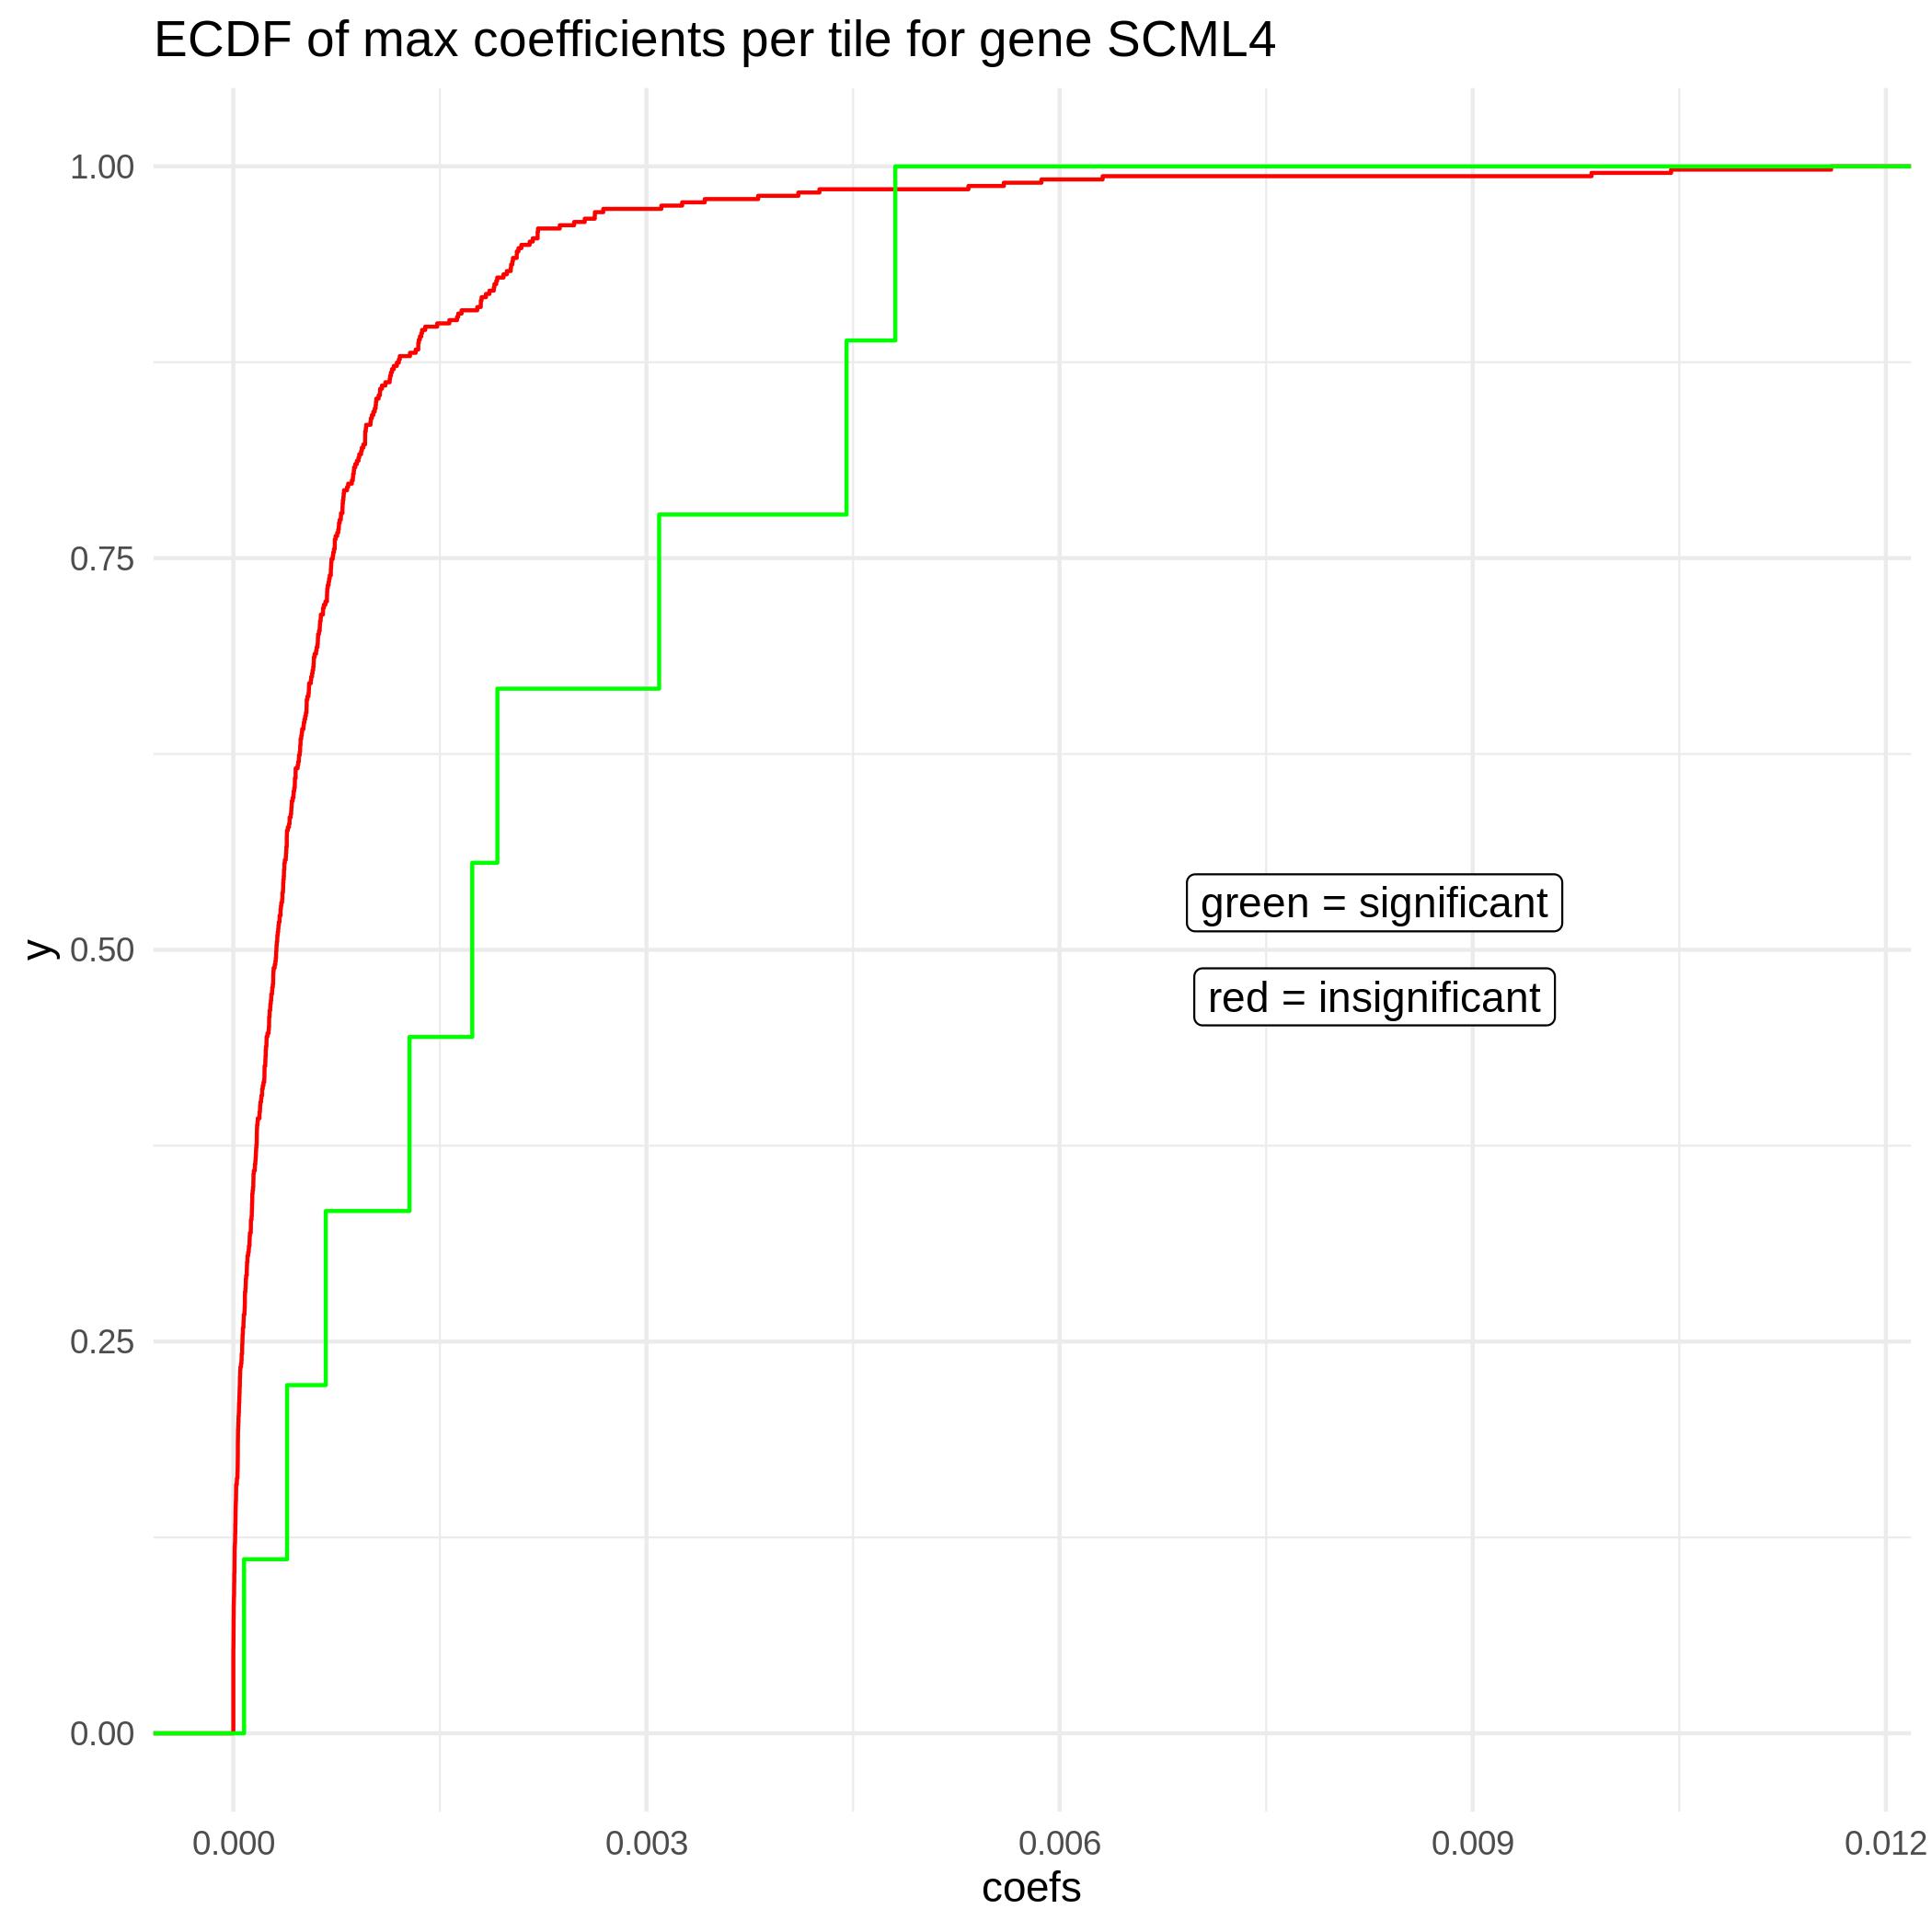 ECDF of max coefficients per tile for gene SCML4
1.00
0.75
0.50
0.25
0.00
y
green = significant
red = insignificant
0.000 0.003 0.006 0.009 0.012
coefs